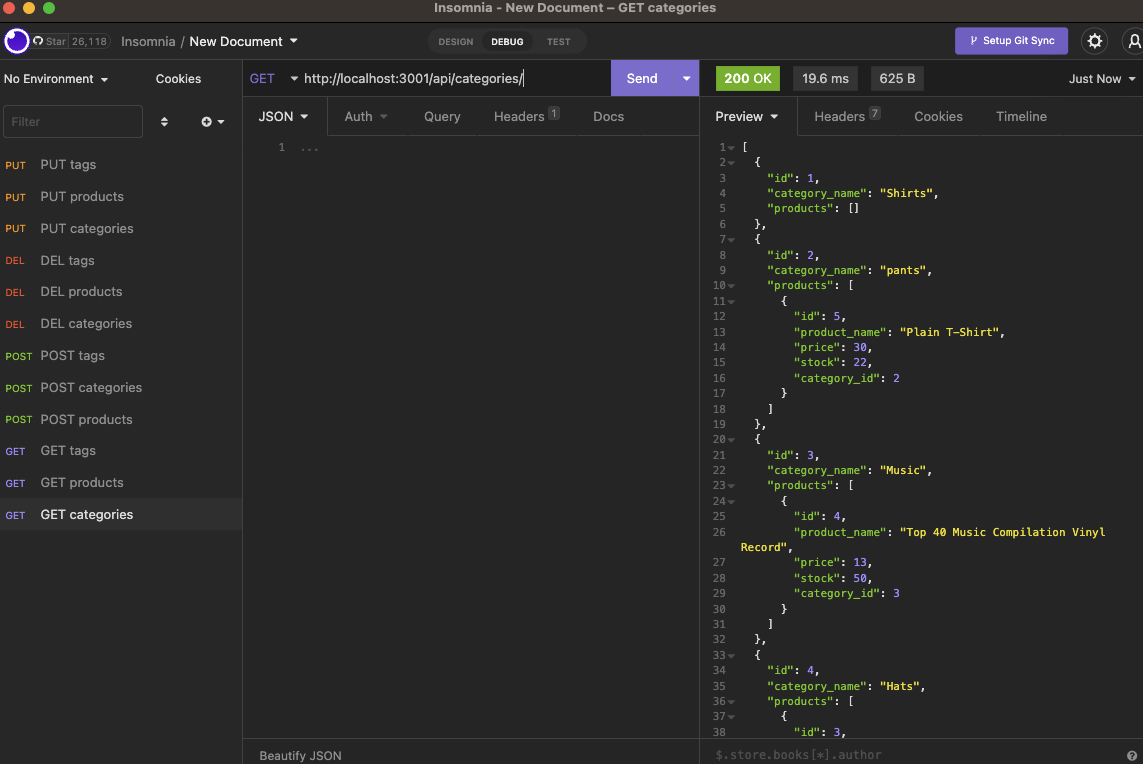 Insomnia - New Document – GET categories
Star 26,118 Insomnia / New Document DESIGN DEBUG TEST Setup Git Sync
No Environment Cookies GET http://localhost:3001/api/categories/ Send 200 OK 19.6 ms 625 B Just Now
Filter JSON Auth Query Headers 1 Docs Preview Headers 7 Cookies Timeline
PUT PUT tags
PUT PUT products
PUT PUT categories
DEL DEL tags
DEL DEL products
DEL DEL categories
POST POST tags
POST POST categories
POST POST products
GET GET tags
GET GET products
GET GET categories
1 ...
Beautify JSON
1 [
2 {
3 "id": 1,
4 "category_name": "Shirts",
5 "products": []
6 },
7 {
8 "id": 2,
9 "category_name": "pants",
10 "products": [
11 {
12 "id": 5,
13 "product_name": "Plain T-Shirt",
14 "price": 30,
15 "stock": 22,
16 "category_id": 2
17 }
18 ]
19 },
20 {
21 "id": 3,
22 "category_name": "Music",
23 "products": [
24 {
25 "id": 4,
26 "product_name": "Top 40 Music Compilation Vinyl
Record",
27 "price": 13,
28 "stock": 50,
29 "category_id": 3
30 }
31 ]
32 },
33 {
34 "id": 4,
35 "category_name": "Hats",
36 "products": [
37 {
38 "id": 3,
$.store.books[*].author ?